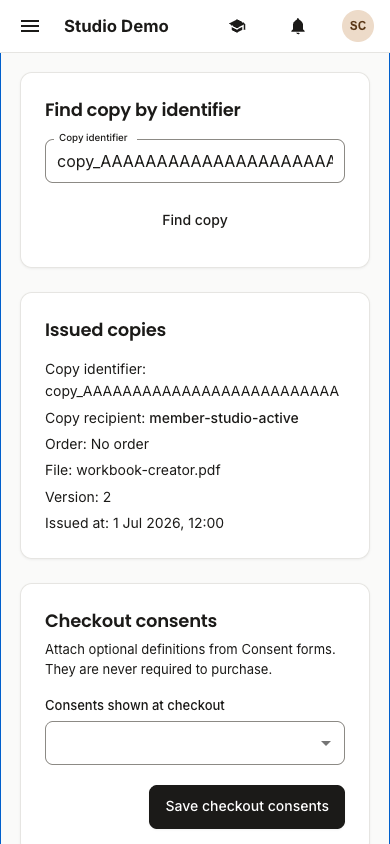 Studio Demo
SC
Find copy by identifier
Copy identifier
copy_AAAAAAAAAAAAAAAAAAAAA
Find copy
Issued copies
Copy identifier:
copy_AAAAAAAAAAAAAAAAAAAAAAAAAA
Copy recipient: member-studio-active
Order: No order
File: workbook-creator.pdf
Version: 2
Issued at: 1 Jul 2026, 12:00
Checkout consents
Attach optional definitions from Consent forms.
They are never required to purchase.
Consents shown at checkout
Save checkout consents